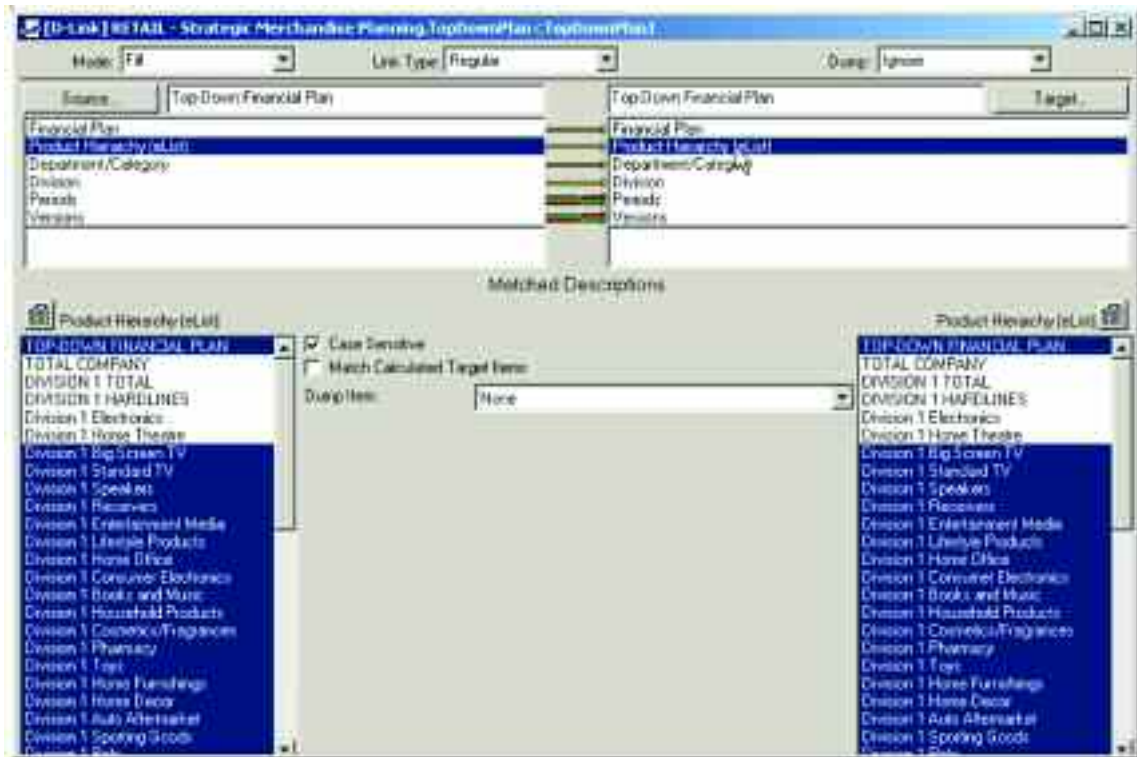 [D-Link] RETAIL - Strategic Merchandise Planning.TopDownPlan - TopDownPlan1
Mode: Fill Link Type: Regular Dump: Ignore
Source... Top-Down Financial Plan Top-Down Financial Plan Target...
Financial Plan Financial Plan
Product Hierarchy (eList) Product Hierarchy (eList)
Department/Category Department/Category
Division Division
Periods Periods
Versions Versions
Matched Descriptions
Product Hierarchy (eList) Product Hierarchy (eList)
TOP-DOWN FINANCIAL PLAN Case Sensitive TOP-DOWN FINANCIAL PLAN
TOTAL COMPANY Match Calculated Target Items TOTAL COMPANY
DIVISION 1 TOTAL Dump Item: None DIVISION 1 TOTAL
DIVISION 1 HARDLINES DIVISION 1 HARDLINES
Division 1 Electronics Division 1 Electronics
Division 1 Home Theatre Division 1 Home Theatre
Division 1 Big Screen TV Division 1 Big Screen TV
Division 1 Standard TV Division 1 Standard TV
Division 1 Speakers Division 1 Speakers
Division 1 Receivers Division 1 Receivers
Division 1 Entertainment Media Division 1 Entertainment Media
Division 1 Lifestyle Products Division 1 Lifestyle Products
Division 1 Home Office Division 1 Home Office
Division 1 Consumer Electronics Division 1 Consumer Electronics
Division 1 Books and Music Division 1 Books and Music
Division 1 Household Products Division 1 Household Products
Division 1 Cosmetics/Fragrances Division 1 Cosmetics/Fragrances
Division 1 Pharmacy Division 1 Pharmacy
Division 1 Toys Division 1 Toys
Division 1 Home Furnishings Division 1 Home Furnishings
Division 1 Home Decor Division 1 Home Decor
Division 1 Auto Aftermarket Division 1 Auto Aftermarket
Division 1 Sporting Goods Division 1 Sporting Goods